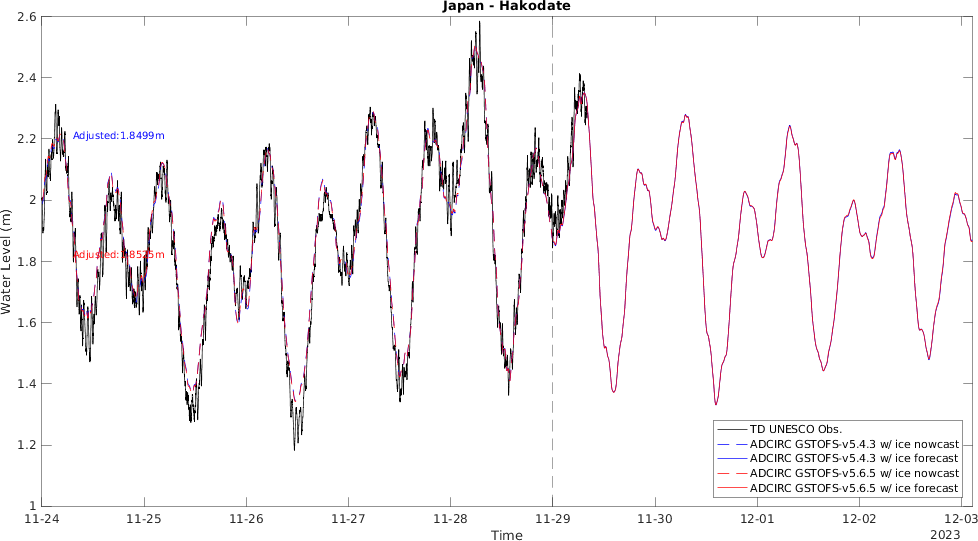 Japan - Hakodate
2.6
2.4
2.2
2
1.8
1.6
1.4
1.2
1
Water Level (m)
Adjusted:1.8499m
Adjusted:1.8525m
TD UNESCO Obs.
ADCIRC GSTOFS-v5.4.3 w/ ice nowcast
ADCIRC GSTOFS-v5.4.3 w/ ice forecast
ADCIRC GSTOFS-v5.6.5 w/ ice nowcast
ADCIRC GSTOFS-v5.6.5 w/ ice forecast
11-24 11-25 11-26 11-27 11-28 11-29 11-30 12-01 12-02 12-03
Time
2023